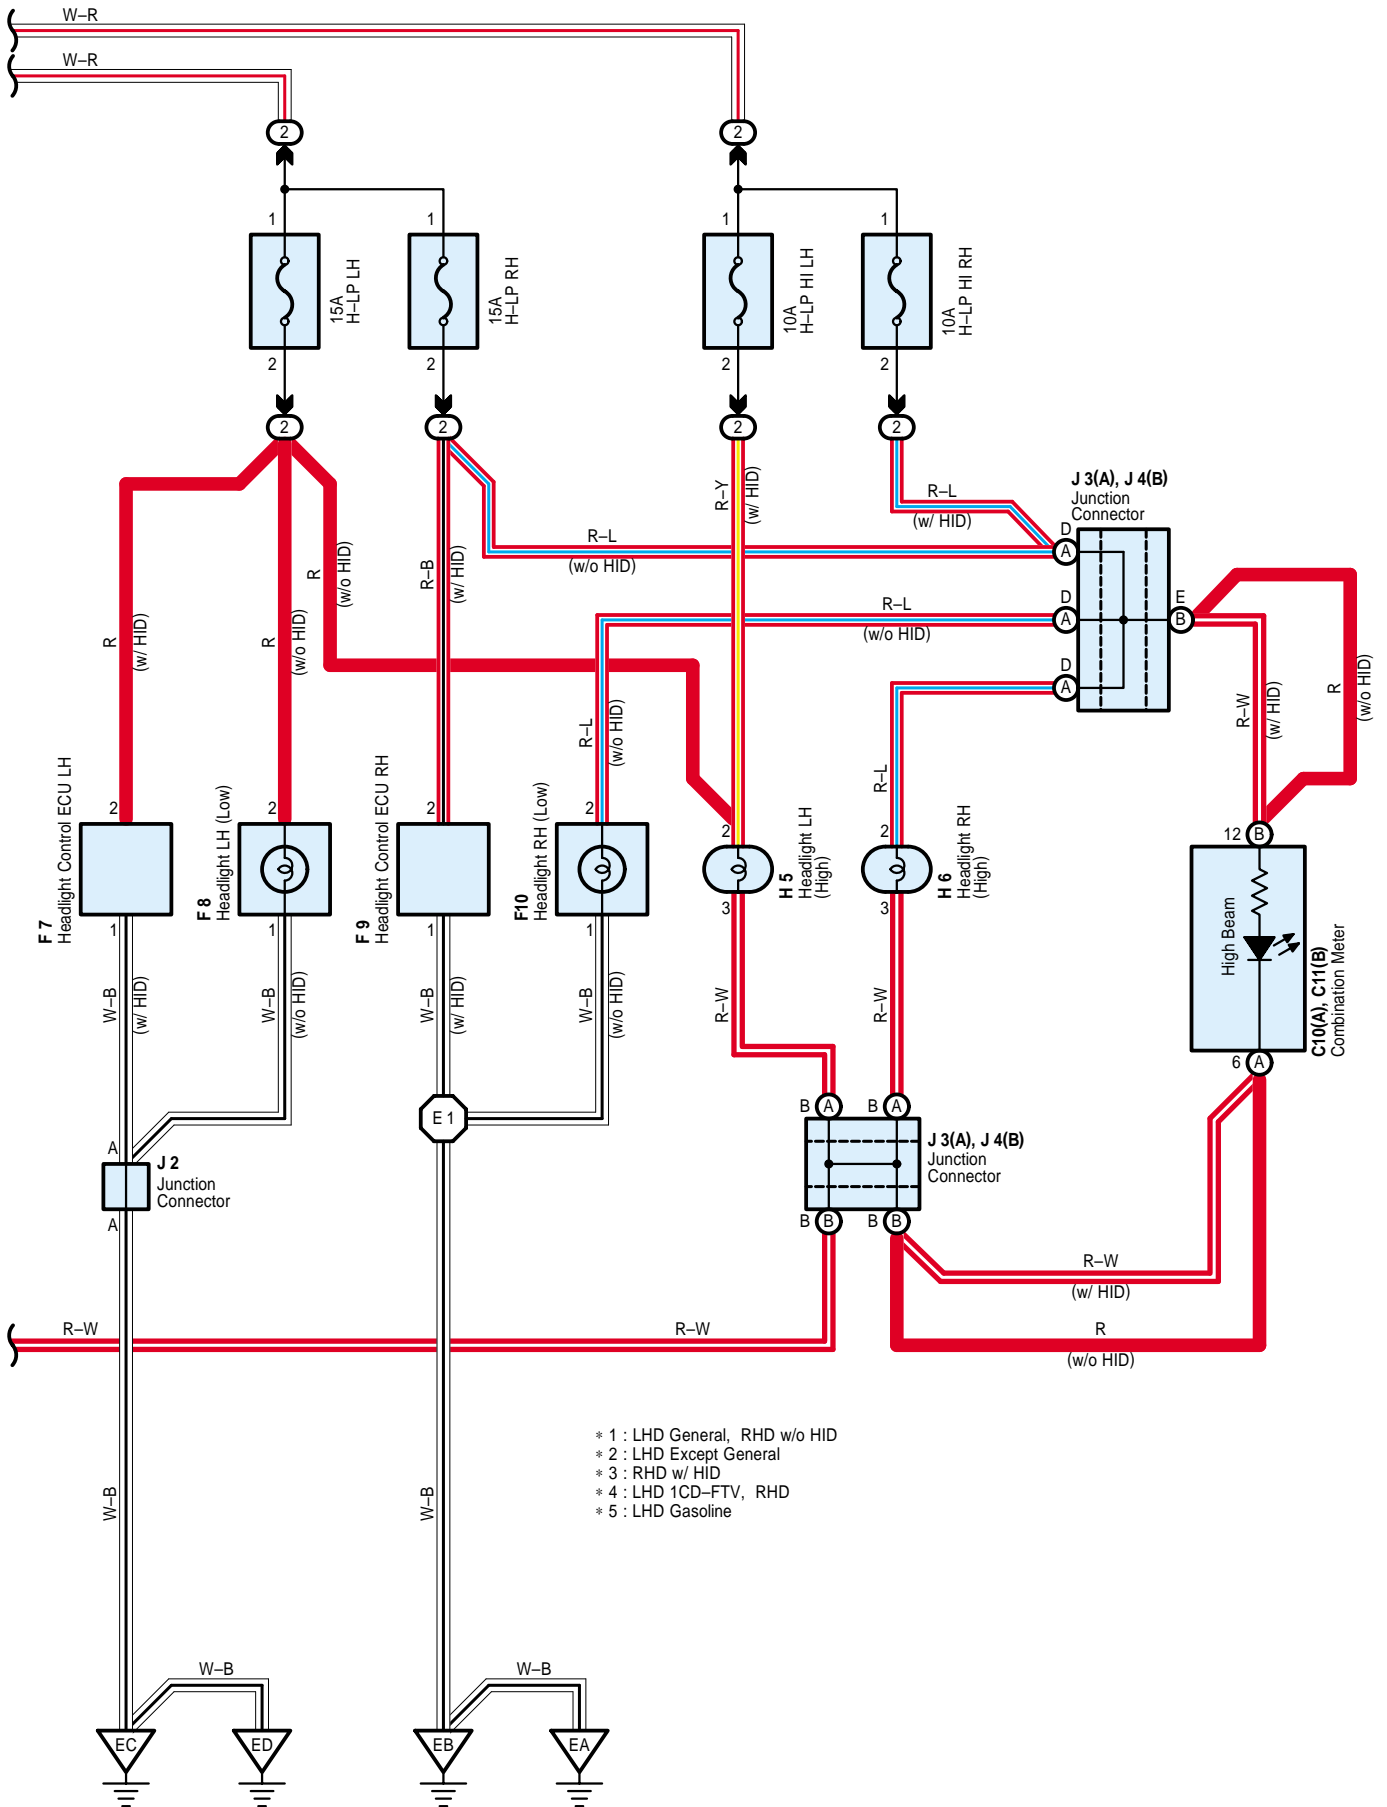 W–R
W–R
2
2
1
1
1
1
15A
H–LP LH
15A
H–LP RH
10A
H–LP HI LH
10A
H–LP HI RH
2
2
2
2
2
2
2
2
R–Y
(w/ HID)
R–L
(w/ HID)
J 3(A), J 4(B)
Junction
Connector
D
A
R–L
(w/o HID)
R
(w/o HID)
R–B
(w/ HID)
R
(w/ HID)
R
(w/o HID)
R–L
(w/o HID)
D
A
E
B
D
A
R–L
(w/o HID)
R–L
R–W
(w/ HID)
R
(w/o HID)
2
F 7
Headlight Control ECU LH
1
2
F 8
Headlight LH (Low)
1
2
F 9
Headlight Control ECU RH
1
2
F10
Headlight RH (Low)
1
2
H 5
Headlight LH
(High)
3
2
H 6
Headlight RH
(High)
3
12
B
High Beam
C10(A), C11(B)
Combination Meter
6
A
W–B
(w/ HID)
W–B
(w/o HID)
W–B
(w/ HID)
W–B
(w/o HID)
R–W
R–W
E 1
B
A
B
A
J 3(A), J 4(B)
Junction
Connector
B
B
B
B
A
J 2
Junction
Connector
A
R–W
(w/ HID)
R–W
R–W
R
(w/o HID)
* 1 : LHD General, RHD w/o HID
* 2 : LHD Except General
* 3 : RHD w/ HID
* 4 : LHD 1CD–FTV, RHD
* 5 : LHD Gasoline
W–B
W–B
W–B
W–B
EC
ED
EB
EA